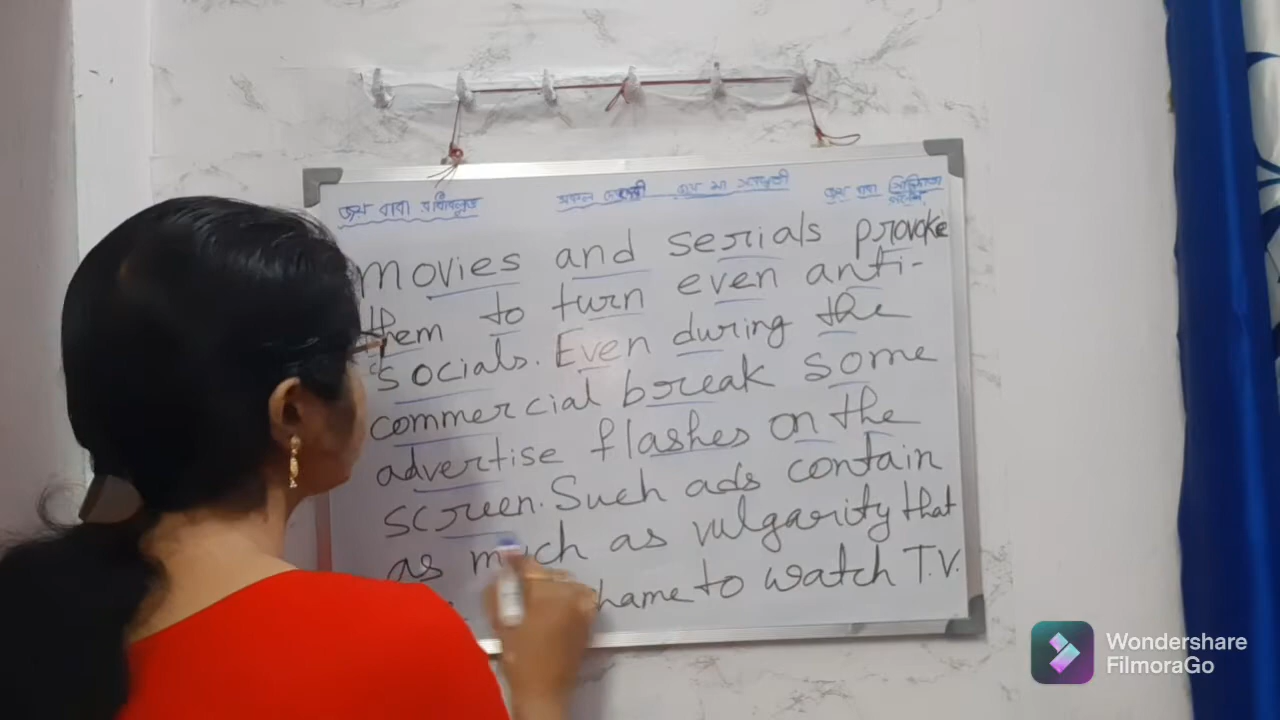 জয় বাবা
movies and serials provoke
them to turn even anti-
socials. Even during the
commercial break some
advertise flashes on the
screen. Such ads contain
as much as vulgarity that
hame to watch T.V.
Wondershare
FilmoraGo